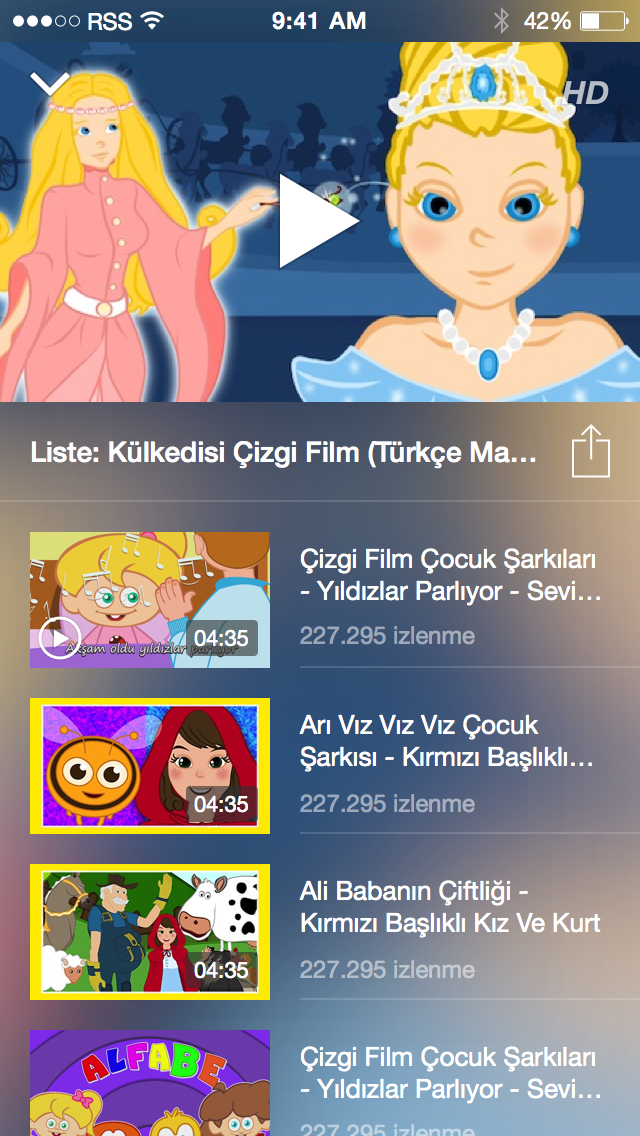 RSS 9:41 AM 42%
HD
Liste: Külkedisi Çizgi Film (Türkçe Ma...
Çizgi Film Çocuk Şarkıları
- Yıldızlar Parlıyor - Sevi...
04:35
Akşam oldu yıldızlar parlıyor
227.295 izlenme
Arı Vız Vız Vız Çocuk
Şarkısı - Kırmızı Başlıklı...
04:35
227.295 izlenme
Ali Babanın Çiftliği -
Kırmızı Başlıklı Kız Ve Kurt
04:35
227.295 izlenme
ALFABE
Çizgi Film Çocuk Şarkıları
- Yıldızlar Parlıyor - Sevi...
227.295 izlenme